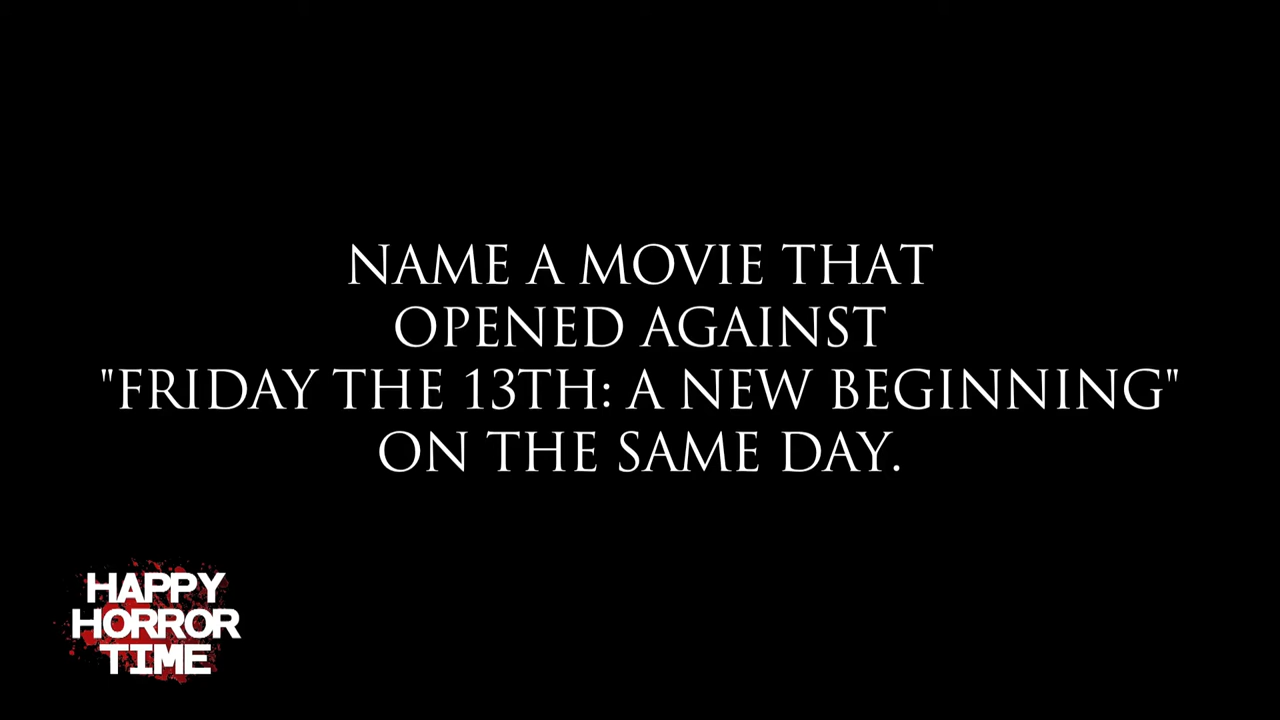 NAME A MOVIE THAT
OPENED AGAINST
"FRIDAY THE 13TH: A NEW BEGINNING"
ON THE SAME DAY.
HAPPY
HORROR
TIME